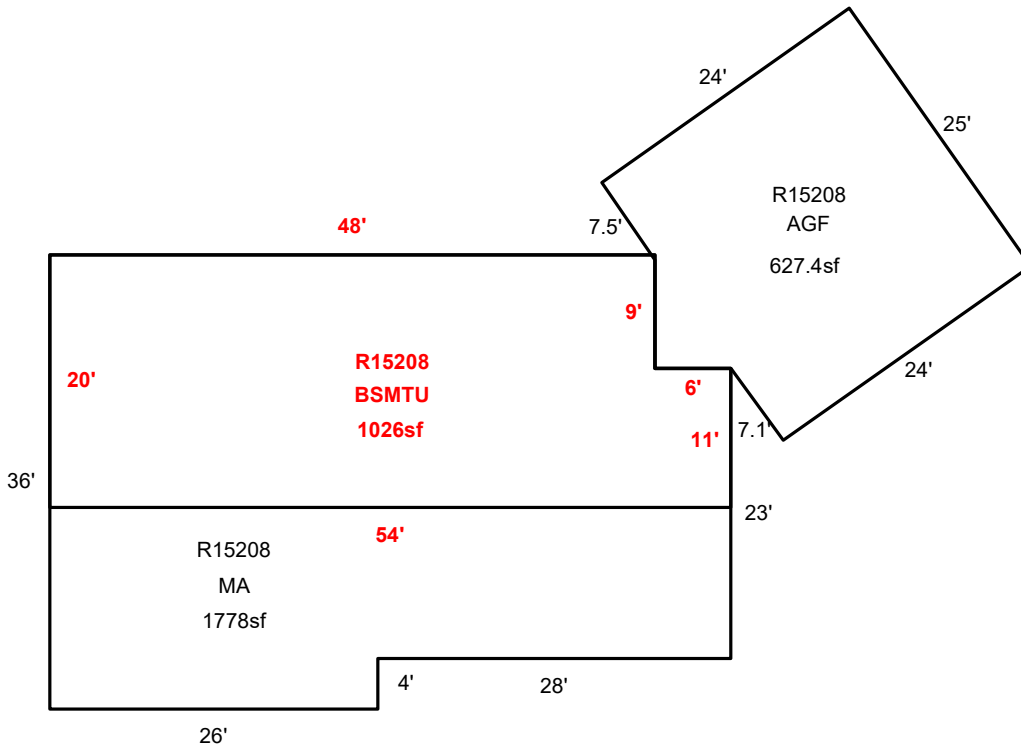 24'
25'
R15208
AGF
627.4sf
7.5'
48'
9'
R15208
BSMTU
1026sf
20'
6'
24'
11'
7.1'
36'
23'
54'
R15208
MA
1778sf
4'
28'
26'